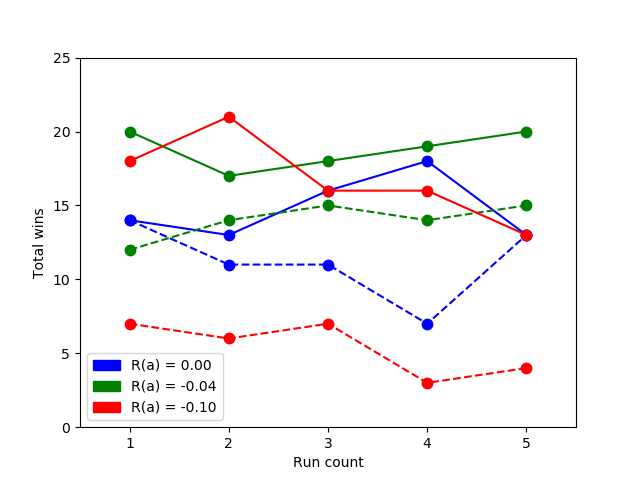 25
20
15
10
5
0
Total wins
R(a) = 0.00
R(a) = -0.04
R(a) = -0.10
1 2 3 4 5
Run count